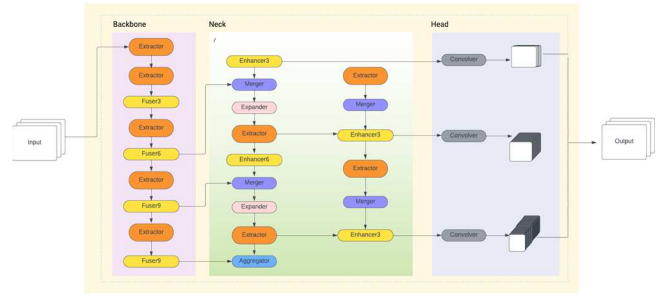 Backbone
Neck
Head
/
Extractor
Extractor
Fuser3
Extractor
Fuser6
Extractor
Fuser9
Extractor
Fuser9
Input
Enhancer3
Merger
Expander
Extractor
Enhancer6
Merger
Expander
Extractor
Aggregator
Extractor
Merger
Enhancer3
Extractor
Merger
Enhancer3
Convolver
Convolver
Convolver
Output